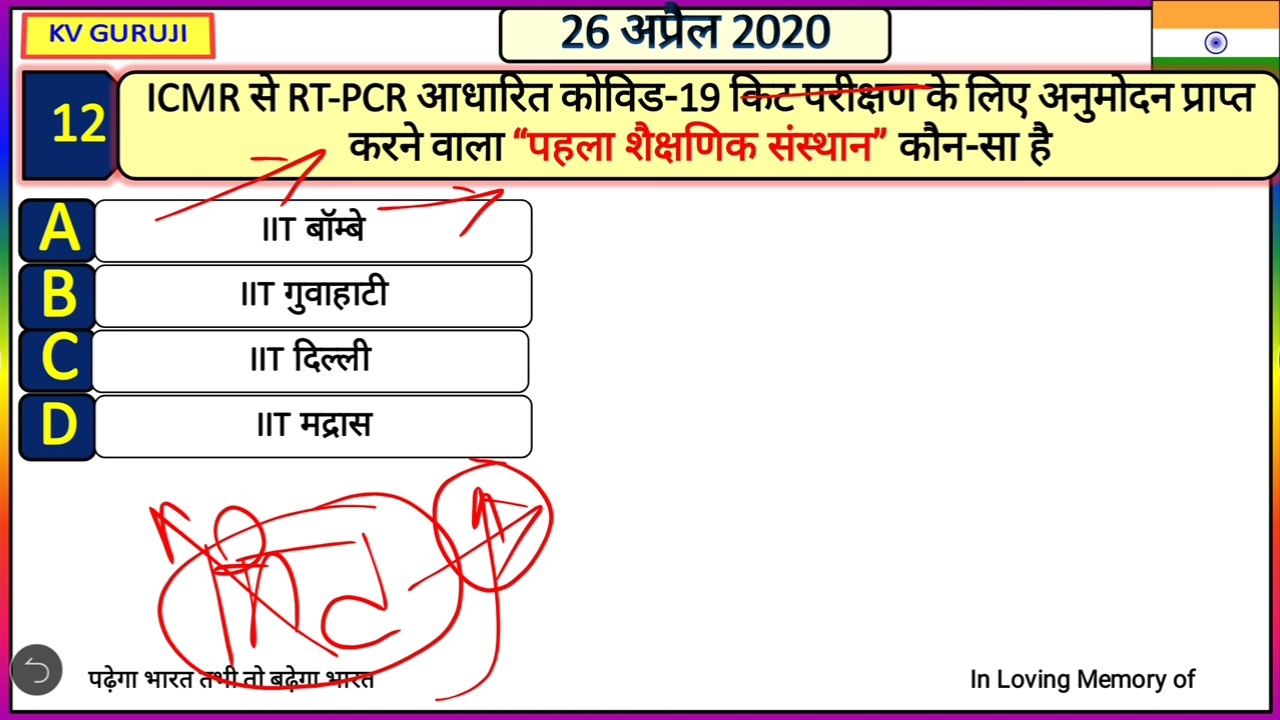 KV GURUJI
26 अप्रैल 2020
12
ICMR से RT-PCR आधारित कोविड-19 किट परीक्षण के लिए अनुमोदन प्राप्त
करने वाला “पहला शैक्षणिक संस्थान” कौन-सा है
A IIT बॉम्बे
B IIT गुवाहाटी
C IIT दिल्ली
D IIT मद्रास
पढ़ेगा भारत तभी तो बढ़ेगा भारत
In Loving Memory of